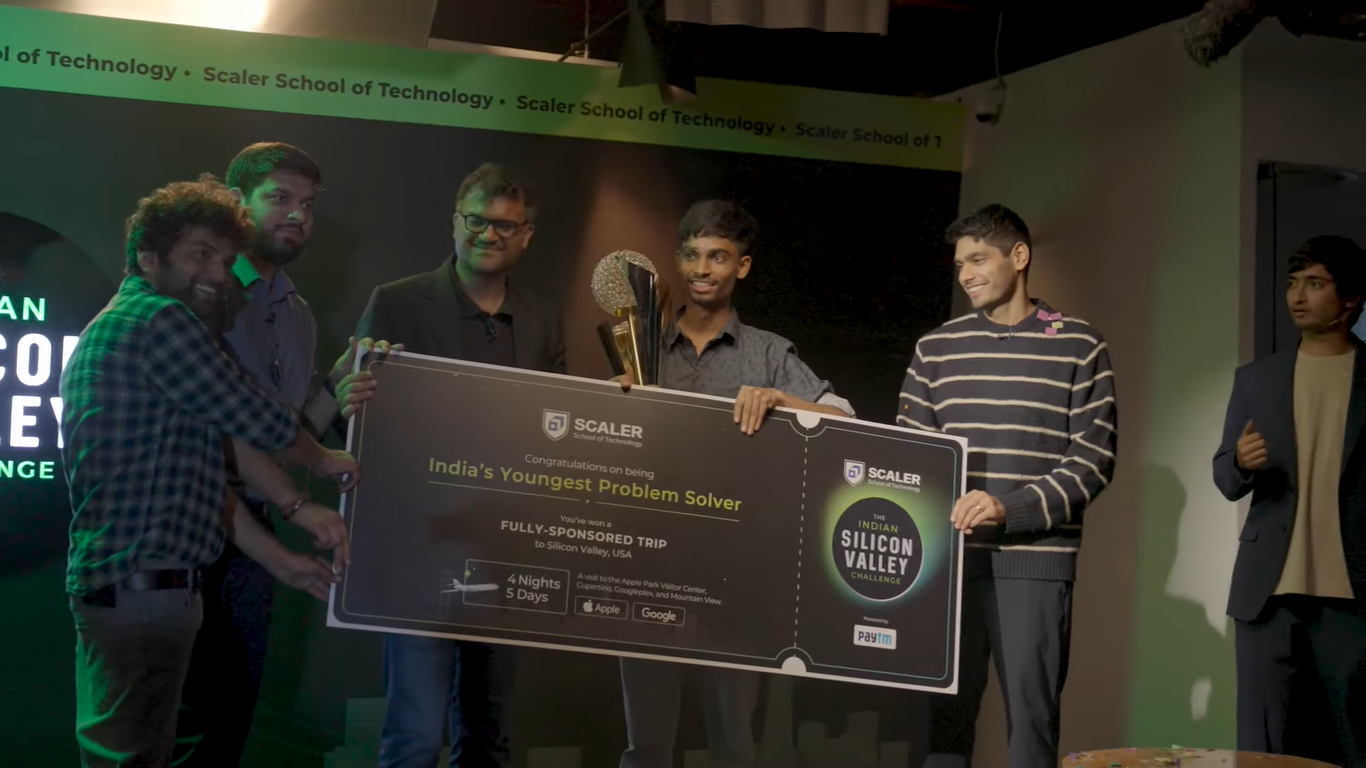 ol of Technology • Scaler School of Technology • Scaler School of Technology • Scaler School of T
AN
CON
LEY
NGE
SCALER
School of Technology
Congratulations on being
India's Youngest Problem Solver
You've won a
FULLY-SPONSORED TRIP
to Silicon Valley, USA
4 Nights
5 Days
A visit to the Apple Park Visitor Center,
Cupertino, Googleplex, and Mountain View.
Apple
Google
SCALER
School of Technology
THE
INDIAN
SILICON
VALLEY
CHALLENGE
Powered by
paytm